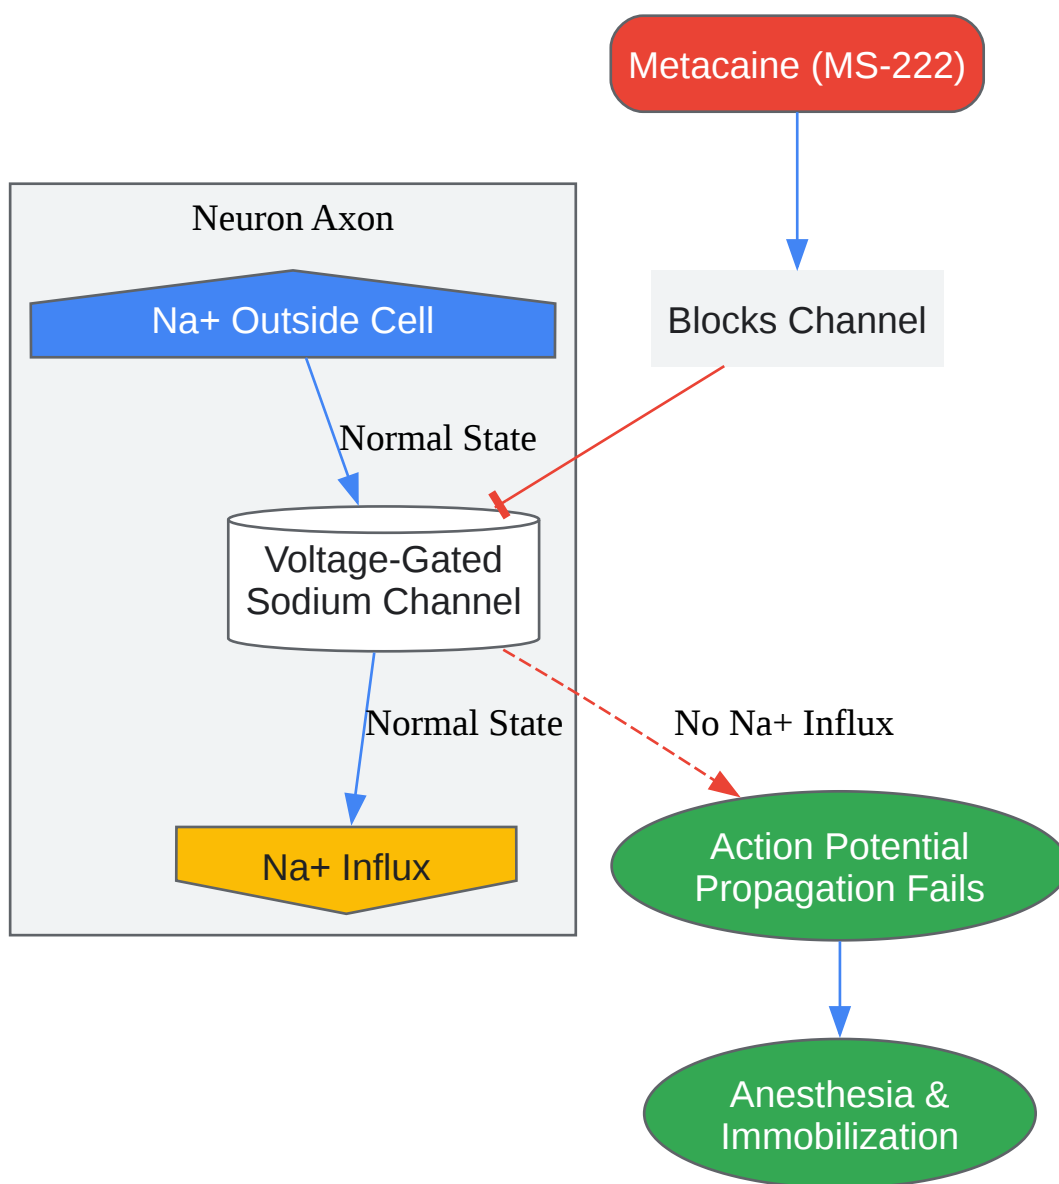 Metacaine (MS-222)
Neuron Axon
Na+ Outside Cell
Blocks Channel
Normal State
Voltage-Gated
Sodium Channel
Normal State
No Na+ Influx
Na+ Influx
Action Potential
Propagation Fails
Anesthesia &
Immobilization